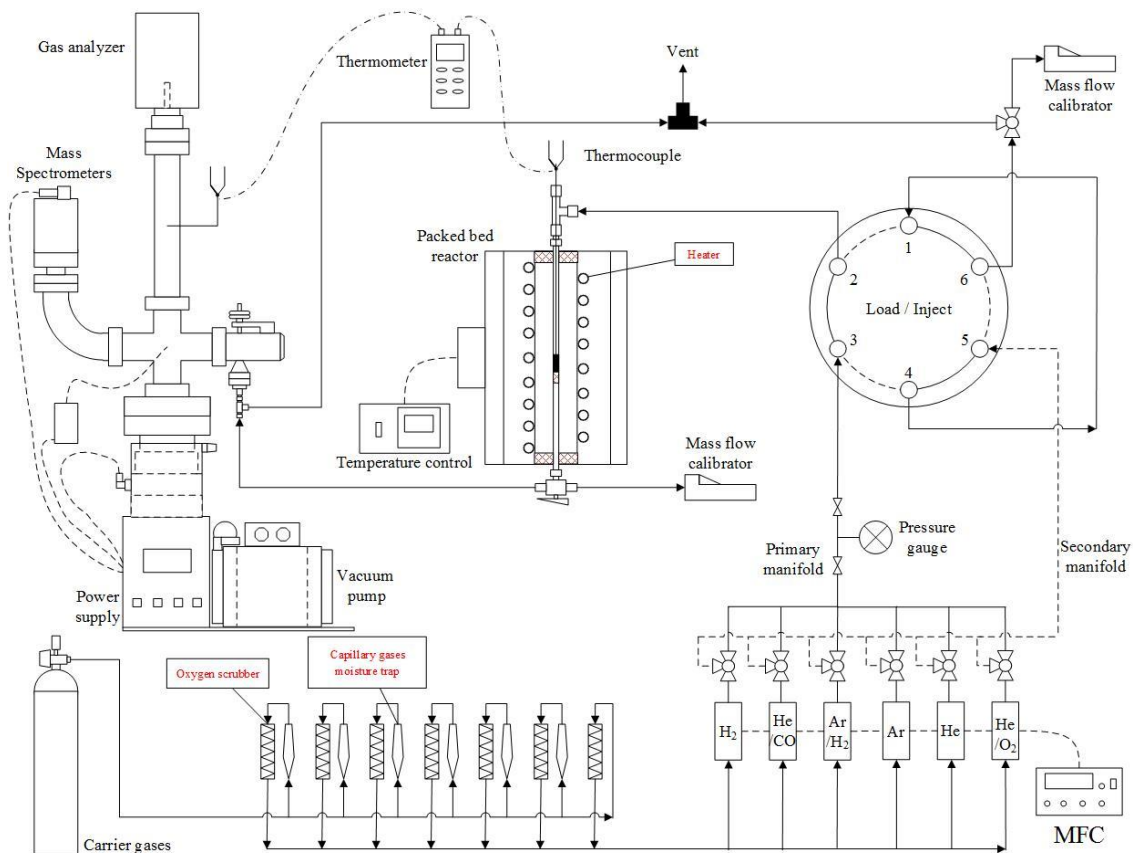 Gas analyzer
Thermometer
Vent
Mass flow
calibrator
Mass
Spectrometers
Thermocouple
Packed bed
reactor
Heater
1
2
6
Load / Inject
3
5
4
Temperature control
Mass flow
calibrator
Pressure
gauge
Primary
manifold
Secondary
manifold
Power
supply
Vacuum
pump
Oxygen scrubber
Capillary gases
moisture trap
H2
He
/CO
Ar
/H2
Ar
He
He
/O2
MFC
Carrier gases